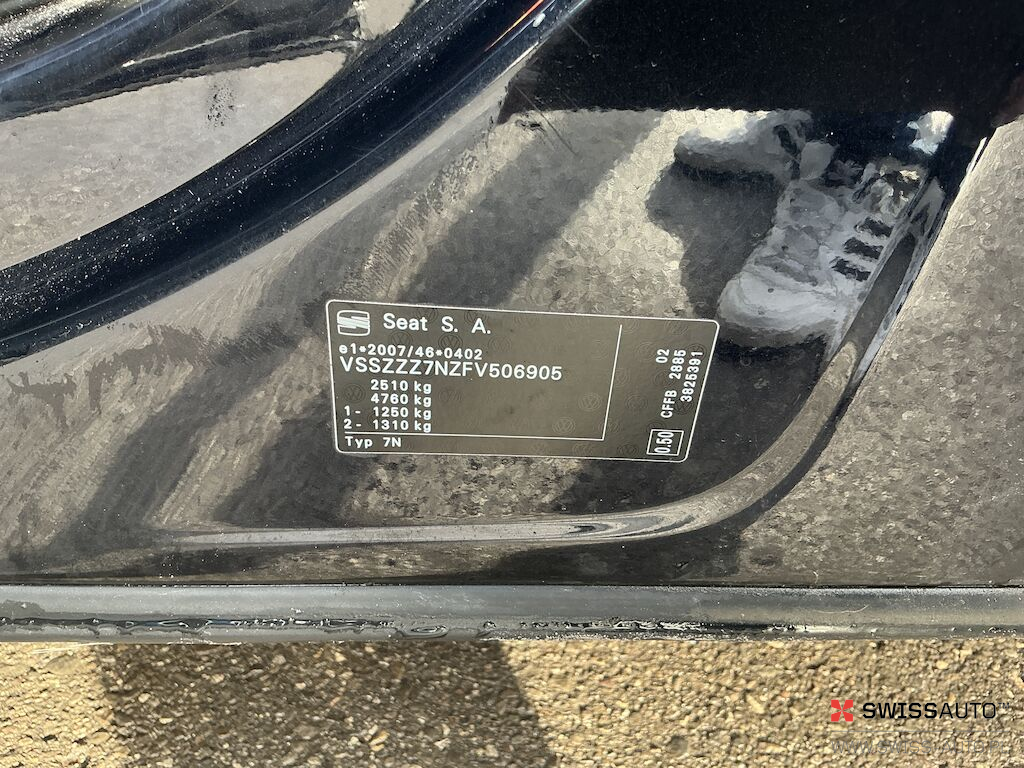 Seat S. A.
e1*2007/46*0402
VSSZZZ7NZFV506905
2510 kg
4760 kg
1- 1250 kg
2- 1310 kg
Typ 7N
02
CFFB 2885
3825391
0.50
SWISSAUTO